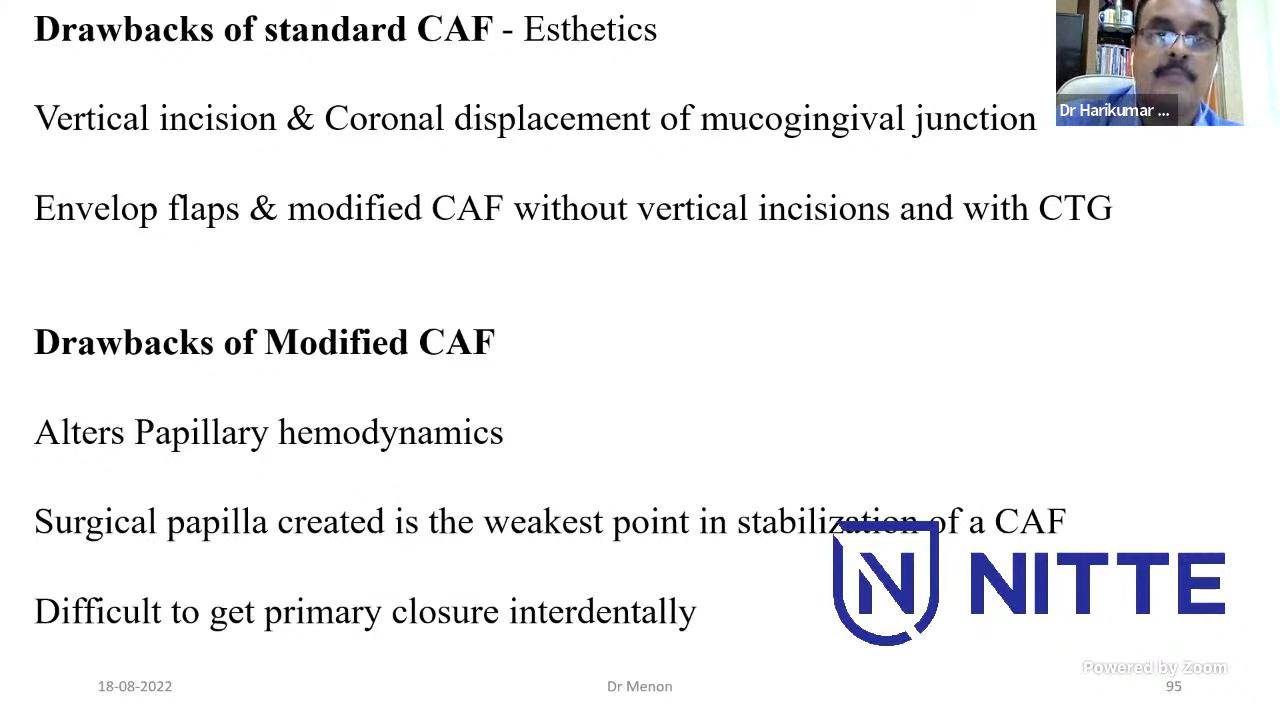 Drawbacks of standard CAF - Esthetics
Dr Harikumar ...
Vertical incision & Coronal displacement of mucogingival junction
Envelop flaps & modified CAF without vertical incisions and with CTG
Drawbacks of Modified CAF
Alters Papillary hemodynamics
Surgical papilla created is the weakest point in stabilization of a CAF
N NITTE
Difficult to get primary closure interdentally
Powered by Zoom
18-08-2022 Dr Menon 95